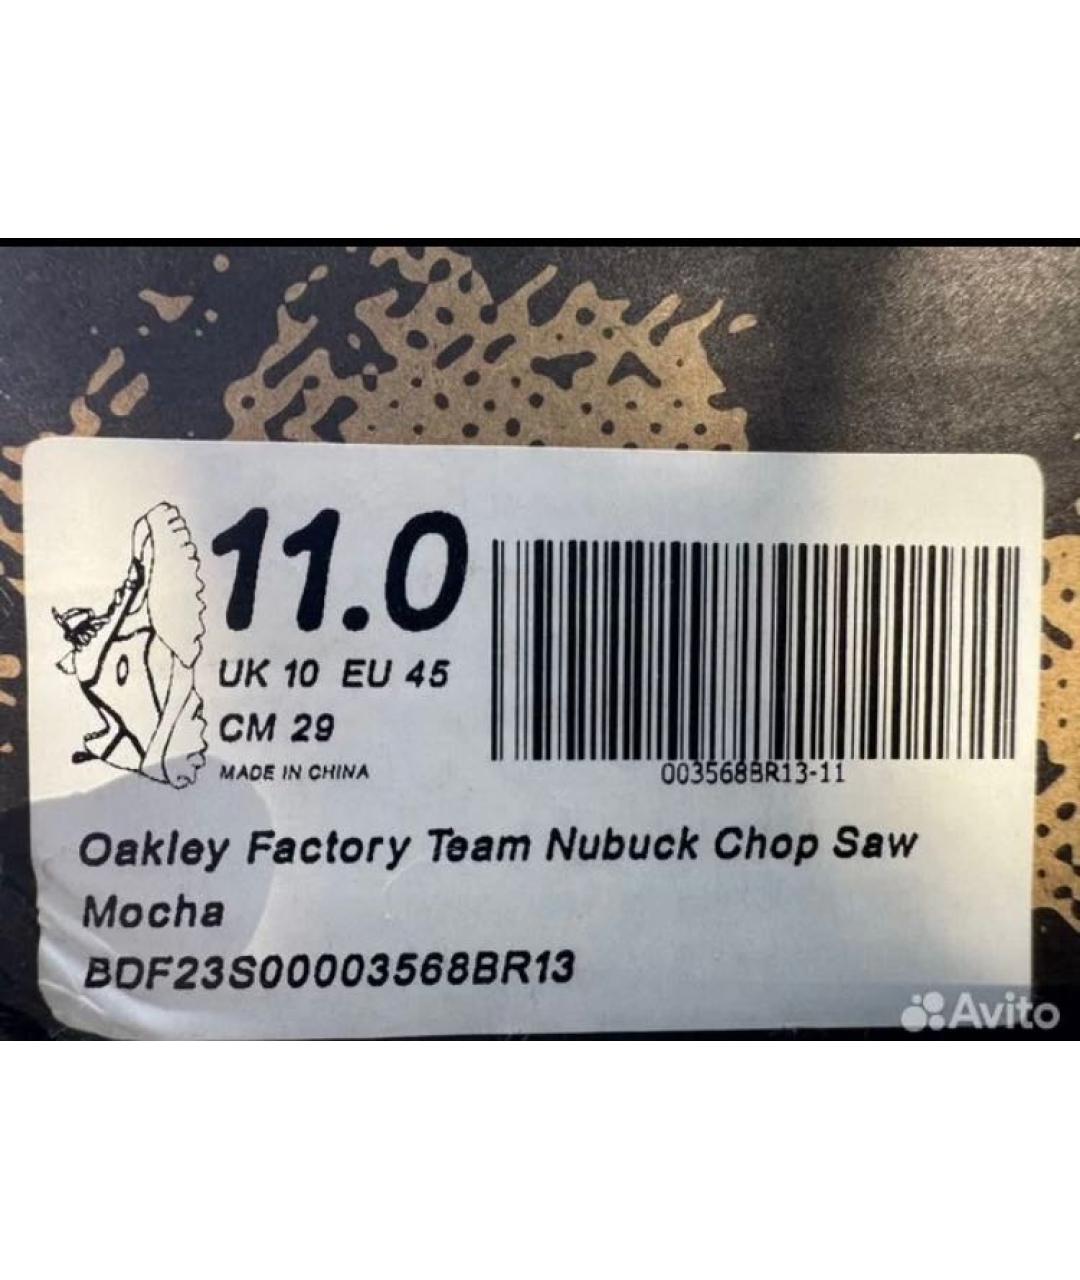 11.0
UK 10 EU 45
CM 29
MADE IN CHINA
003568BR13-11
Oakley Factory Team Nubuck Chop Saw
Mocha
BDF23S00003568BR13
Avito